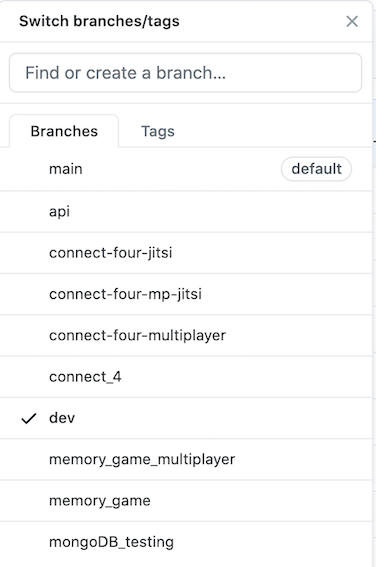 Switch branches/tags
Find or create a branch...
Branches Tags
main default
api
connect-four-jitsi
connect-four-mp-jitsi
connect-four-multiplayer
connect_4
dev
memory_game_multiplayer
memory_game
mongoDB_testing